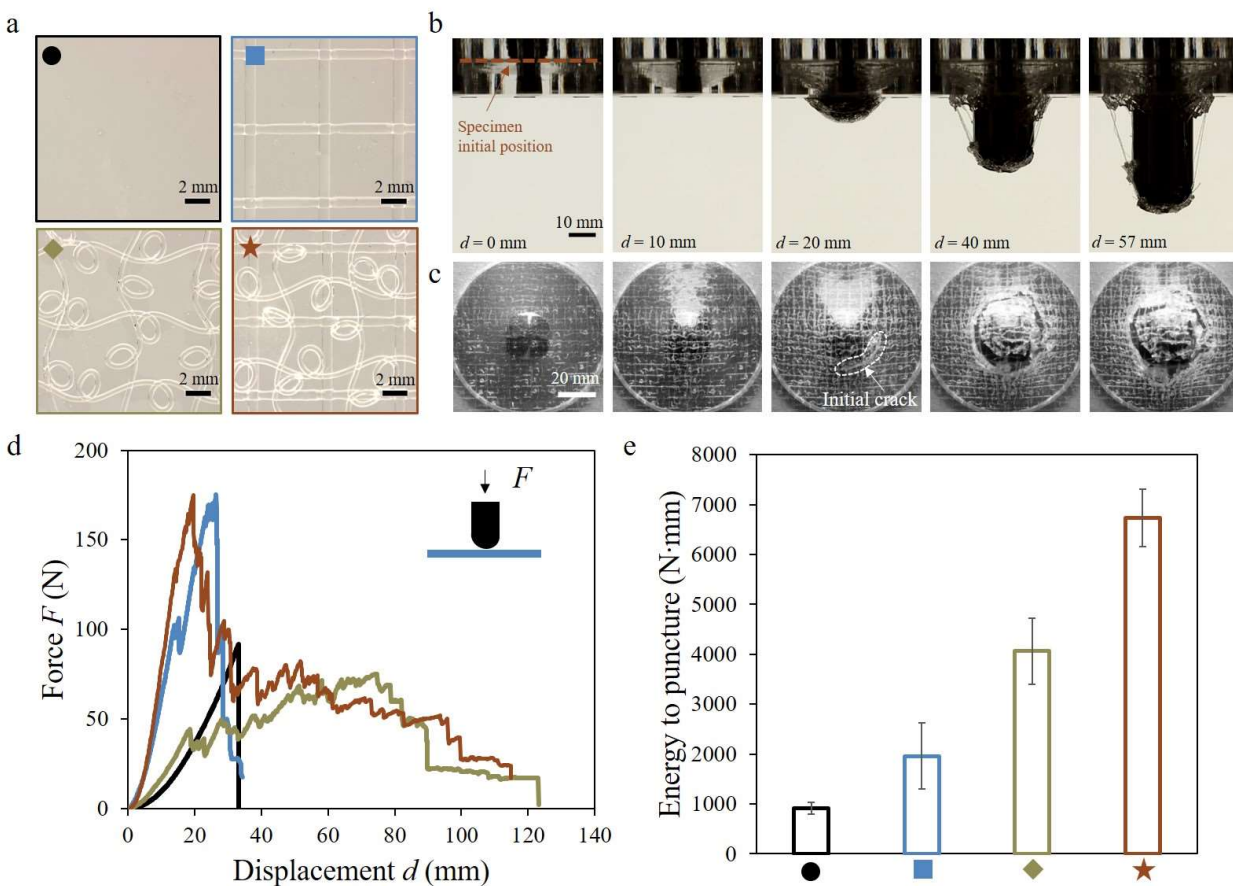 a
2 mm
2 mm
2 mm
2 mm
b
Specimen
initial position
10 mm
d = 0 mm
d = 10 mm
d = 20 mm
d = 40 mm
d = 57 mm
c
20 mm
Initial crack
d
200
150
100
50
0
Force F (N)
F
0
20
40
60
80
100
120
140
Displacement d (mm)
e
8000
7000
6000
5000
4000
3000
2000
1000
0
Energy to puncture (N·mm)